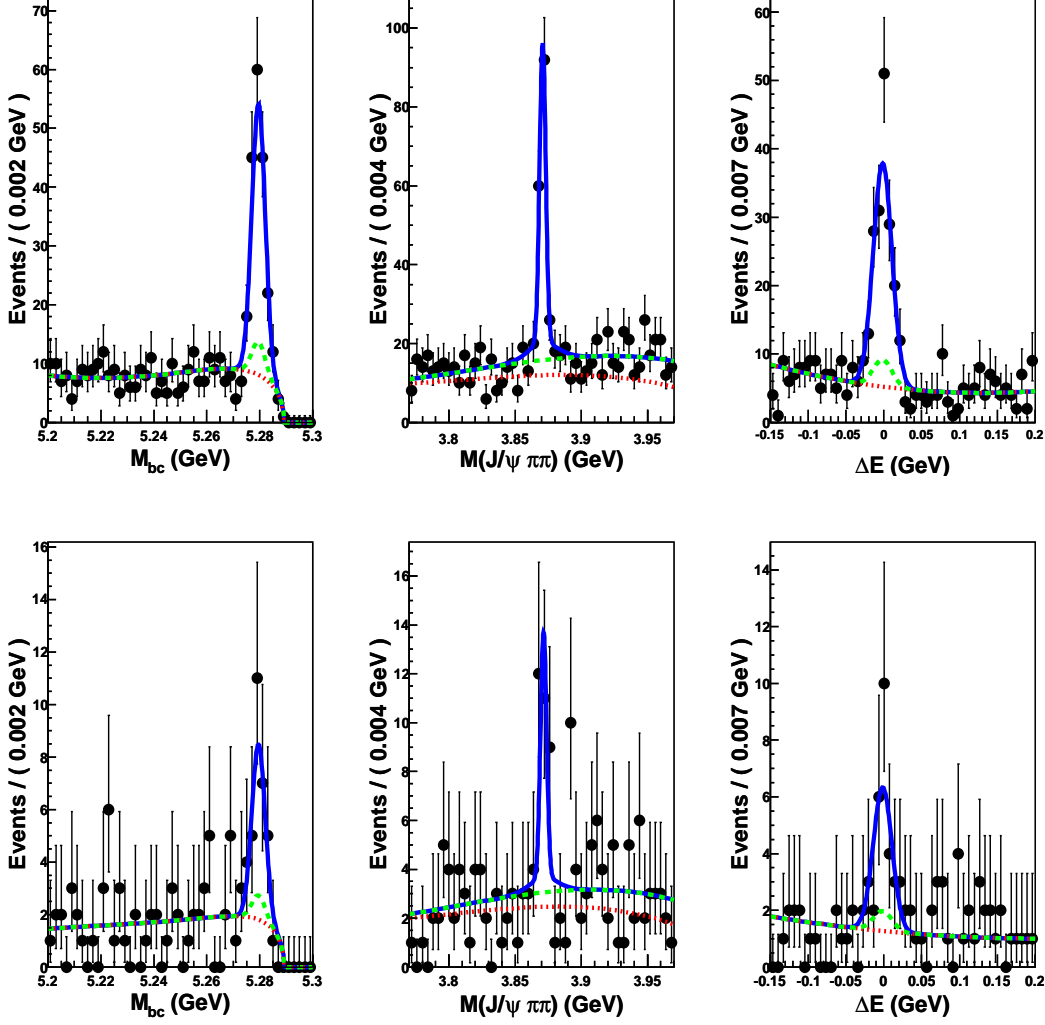 70
60
50
40
30
20
10
0
5.2 5.22 5.24 5.26 5.28 5.3
M_bc (GeV)
Events / ( 0.002 GeV )
100
80
60
40
20
0
3.8 3.85 3.9 3.95
M(J/ψ ππ) (GeV)
Events / ( 0.004 GeV )
60
50
40
30
20
10
0
-0.15 -0.1 -0.05 0 0.05 0.1 0.15 0.2
ΔE (GeV)
Events / ( 0.007 GeV )
16
14
12
10
8
6
4
2
0
5.2 5.22 5.24 5.26 5.28 5.3
M_bc (GeV)
Events / ( 0.002 GeV )
16
14
12
10
8
6
4
2
0
3.8 3.85 3.9 3.95
M(J/ψ ππ) (GeV)
Events / ( 0.004 GeV )
14
12
10
8
6
4
2
0
-0.15 -0.1 -0.05 0 0.05 0.1 0.15 0.2
ΔE (GeV)
Events / ( 0.007 GeV )